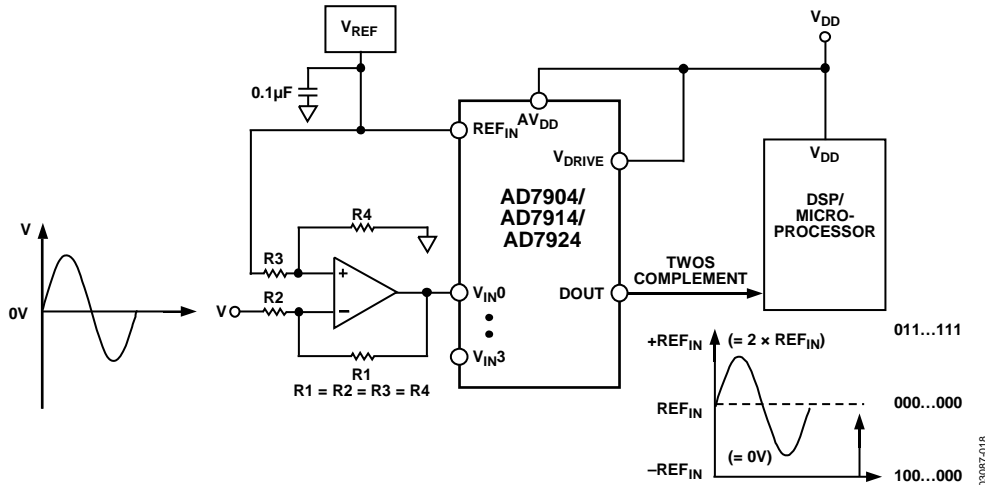 VREF
0.1µF
VDD
AVDD
REFIN
VDRIVE
VDD
AD7904/
AD7914/
AD7924
DSP/
MICRO-
PROCESSOR
R4
V
R3
+
TWOS
COMPLEMENT
0V
V
R2
−
VIN0
DOUT
VIN3
R1
R1 = R2 = R3 = R4
+REFIN
(= 2 × REFIN)
011…111
REFIN
000…000
(= 0V)
−REFIN
100…000
03087-018